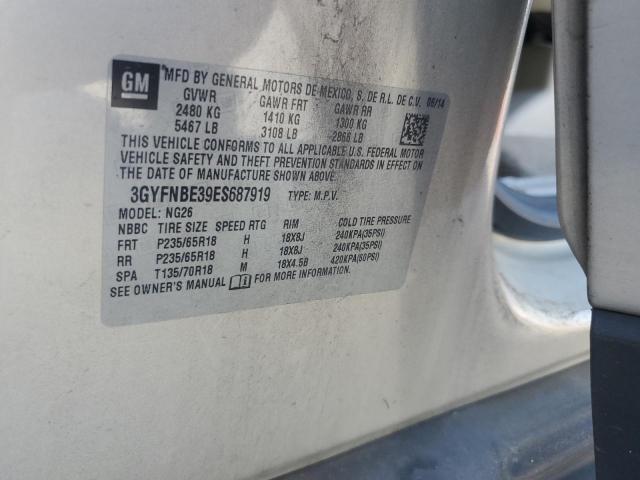 GM
MFD BY GENERAL MOTORS DE MEXICO, S. DE R.L. DE C.V. 06/14
GVWR GAWR FRT GAWR RR
2480 KG 1410 KG 1300 KG
5467 LB 3108 LB 2866 LB
THIS VEHICLE CONFORMS TO ALL APPLICABLE U.S. FEDERAL MOTOR
VEHICLE SAFETY AND THEFT PREVENTION STANDARDS IN EFFECT
ON THE DATE OF MANUFACTURE SHOWN ABOVE.
3GYFNBE39ES687919 TYPE: M.P.V.
MODEL: NG26
NBBC TIRE SIZE SPEED RTG RIM COLD TIRE PRESSURE
FRT P235/65R18 H 18X8J 240KPA(35PSI)
RR P235/65R18 H 18X8J 240KPA(35PSI)
SPA T135/70R18 M 18X4.5B 420KPA(60PSI)
SEE OWNER'S MANUAL FOR MORE INFORMATION.